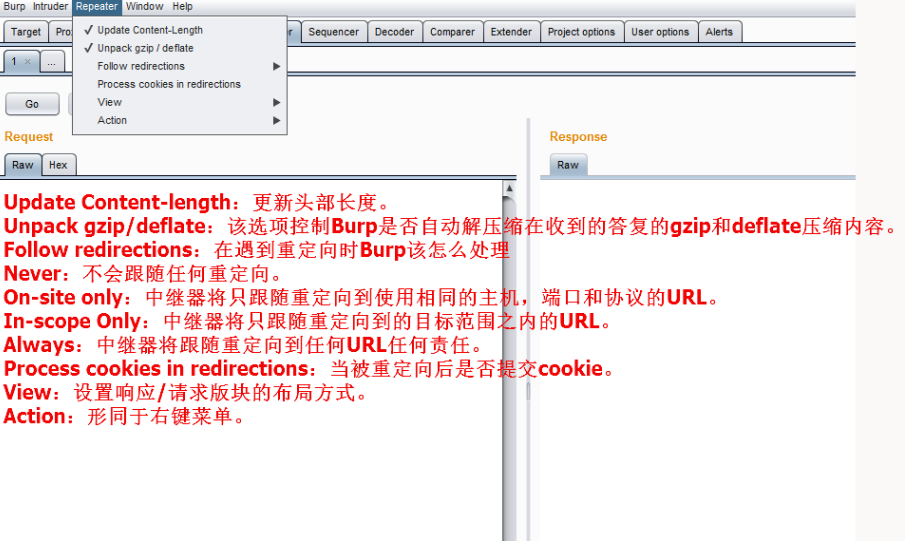 Burp Intruder Repeater Window Help
Target Pro Sequencer Decoder Comparer Extender Project options User options Alerts
✓ Update Content-Length
✓ Unpack gzip / deflate
Follow redirections
Process cookies in redirections
View
Action
1 × ...
Go
Request
Response
Raw Hex
Raw
Update Content-length：更新头部长度。
Unpack gzip/deflate：该选项控制Burp是否自动解压缩在收到的答复的gzip和deflate压缩内容。
Follow redirections：在遇到重定向时Burp该怎么处理
Never：不会跟随任何重定向。
On-site only：中继器将只跟随重定向到使用相同的主机，端口和协议的URL。
In-scope Only：中继器将只跟随重定向到的目标范围之内的URL。
Always：中继器将跟随重定向到任何URL任何责任。
Process cookies in redirections：当被重定向后是否提交cookie。
View：设置响应/请求版块的布局方式。
Action：形同于右键菜单。